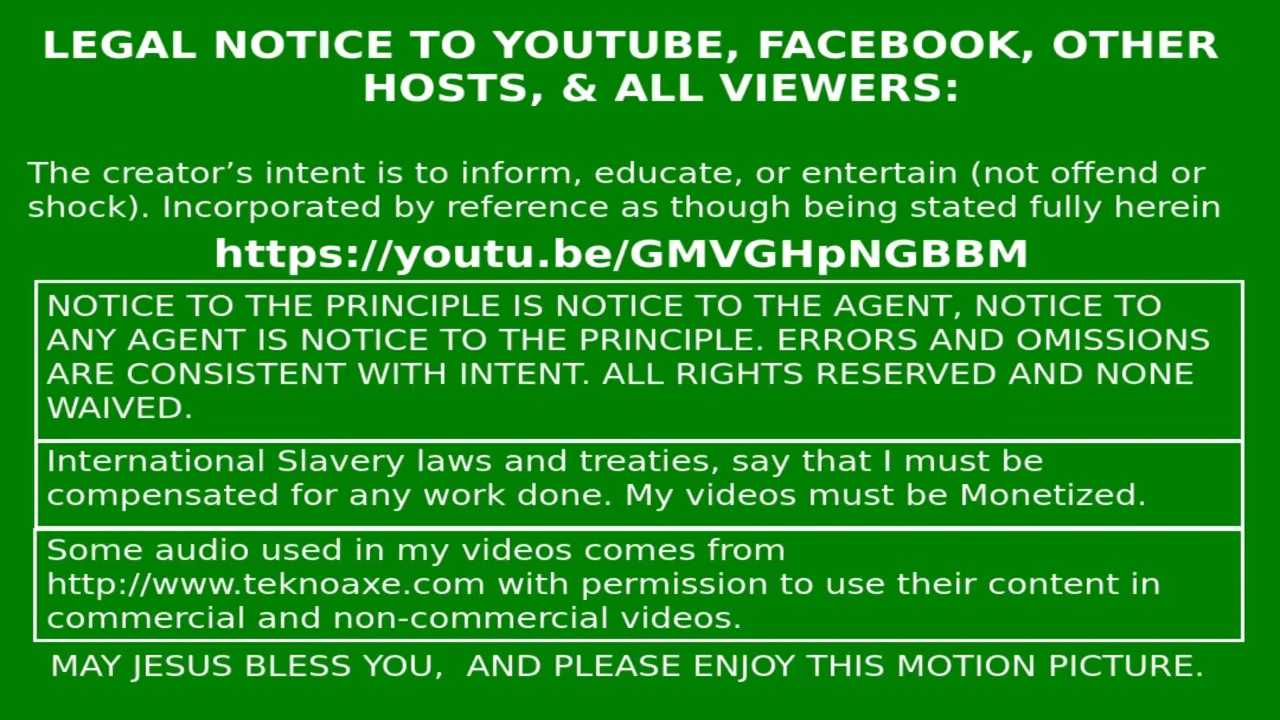 LEGAL NOTICE TO YOUTUBE, FACEBOOK, OTHER
HOSTS, & ALL VIEWERS:
The creator’s intent is to inform, educate, or entertain (not offend or
shock). Incorporated by reference as though being stated fully herein
https://youtu.be/GMVGHpNGBBM
NOTICE TO THE PRINCIPLE IS NOTICE TO THE AGENT, NOTICE TO
ANY AGENT IS NOTICE TO THE PRINCIPLE. ERRORS AND OMISSIONS
ARE CONSISTENT WITH INTENT. ALL RIGHTS RESERVED AND NONE
WAIVED.
International Slavery laws and treaties, say that I must be
compensated for any work done. My videos must be Monetized.
Some audio used in my videos comes from
http://www.teknoaxe.com with permission to use their content in
commercial and non-commercial videos.
MAY JESUS BLESS YOU,  AND PLEASE ENJOY THIS MOTION PICTURE.